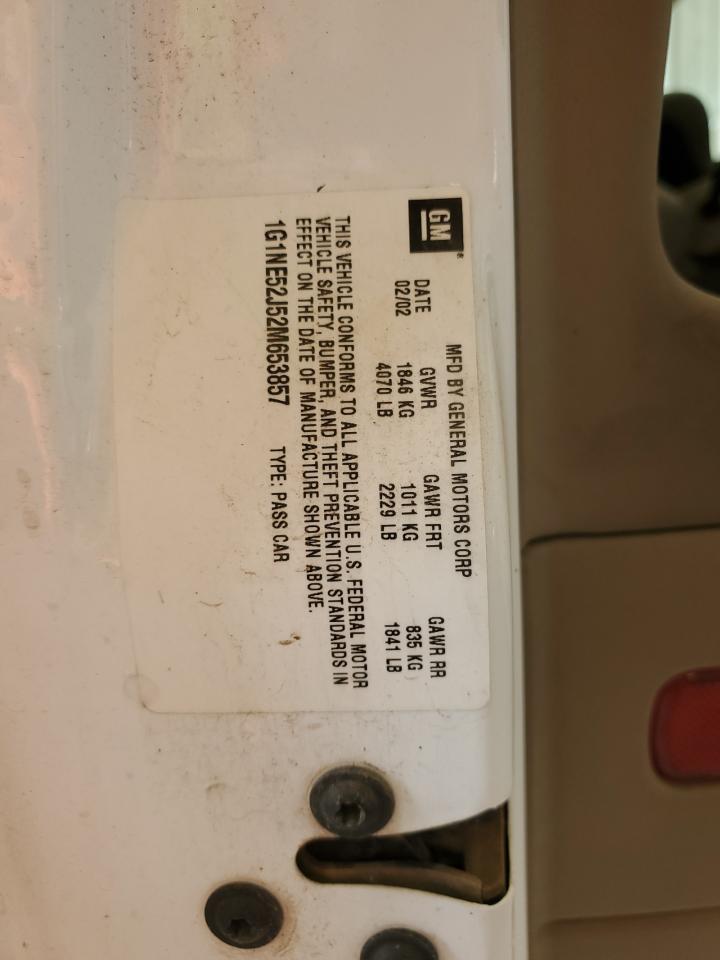 GM
MFD BY GENERAL MOTORS CORP
DATE GVWR GAWR FRT GAWR RR
02/02 1846 KG 1011 KG 835 KG
4070 LB 2229 LB 1841 LB
THIS VEHICLE CONFORMS TO ALL APPLICABLE U.S. FEDERAL MOTOR
VEHICLE SAFETY, BUMPER, AND THEFT PREVENTION STANDARDS IN
EFFECT ON THE DATE OF MANUFACTURE SHOWN ABOVE.
1G1NE52J52M653857 TYPE: PASS CAR